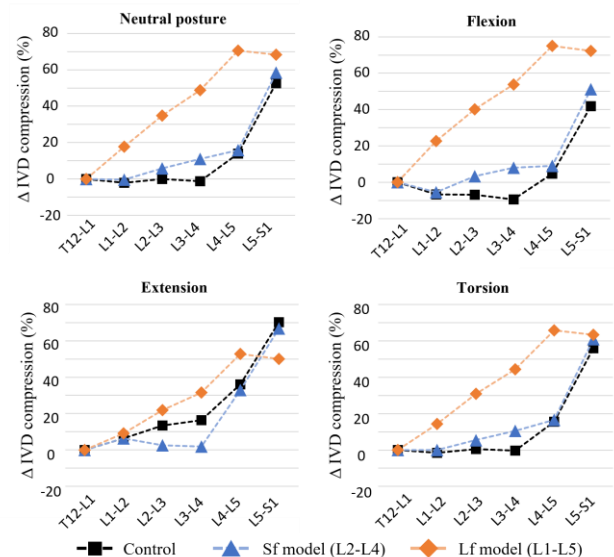 Neutral posture
Δ IVD compression (%)
80
60
40
20
0
-20
T12-L1
L1-L2
L2-L3
L3-L4
L4-L5
L5-S1
Flexion
Δ IVD compression (%)
80
60
40
20
0
-20
T12-L1
L1-L2
L2-L3
L3-L4
L4-L5
L5-S1
Extension
Δ IVD compression (%)
80
60
40
20
0
-20
T12-L1
L1-L2
L2-L3
L3-L4
L4-L5
L5-S1
Torsion
Δ IVD compression (%)
80
60
40
20
0
-20
T12-L1
L1-L2
L2-L3
L3-L4
L4-L5
L5-S1
Control Sf model (L2-L4) Lf model (L1-L5)